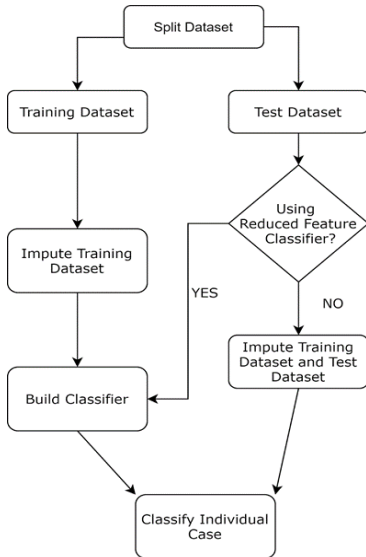 Split Dataset
Training Dataset
Test Dataset
Using
Reduced Feature
Classifier?
Impute Training
Dataset
YES
NO
Impute Training
Dataset and Test
Dataset
Build Classifier
Classify Individual
Case